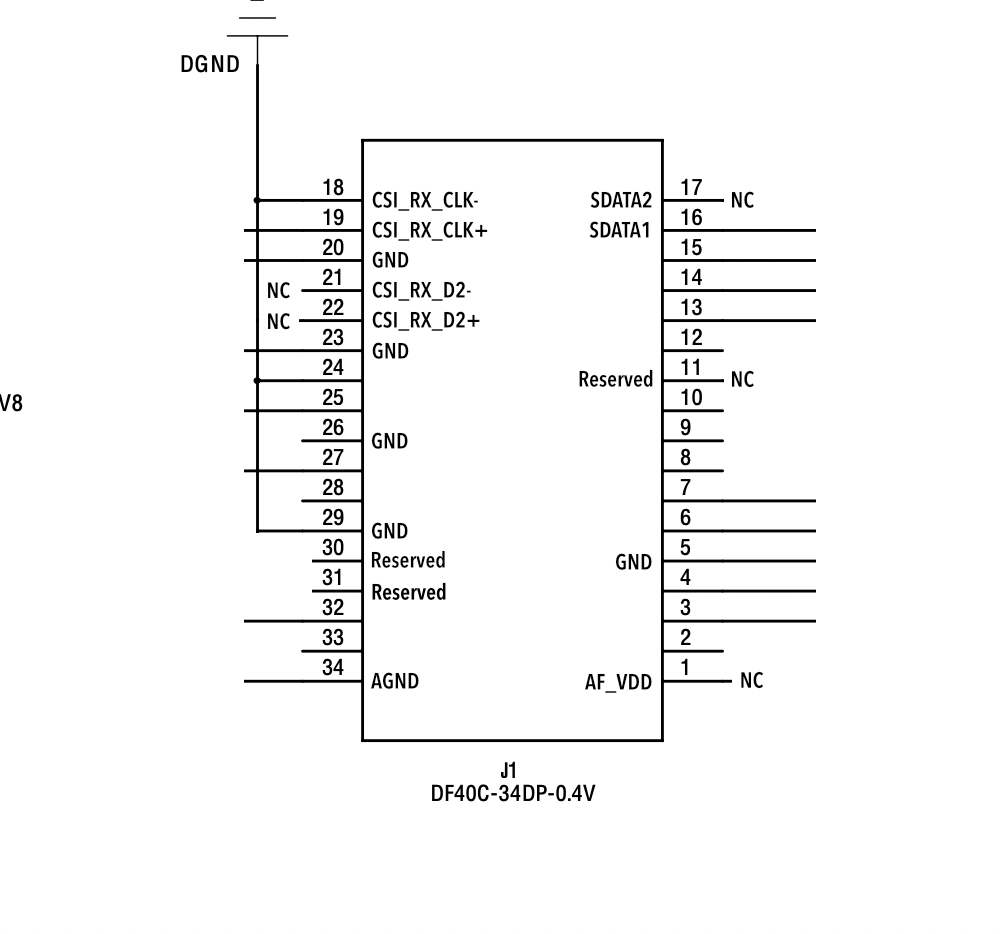 DGND
18 CSI_RX_CLK- SDATA2 17 NC
19 CSI_RX_CLK+ SDATA1 16
20 GND 15
NC 21 CSI_RX_D2- 14
NC 22 CSI_RX_D2+ 13
23 GND 12
24 Reserved 11 NC
V8 25 10
26 GND 9
27 8
28 7
29 GND 6
30 Reserved GND 5
31 Reserved 4
32 3
33 2
34 AGND AF_VDD 1 NC
J1
DF40C-34DP-0.4V